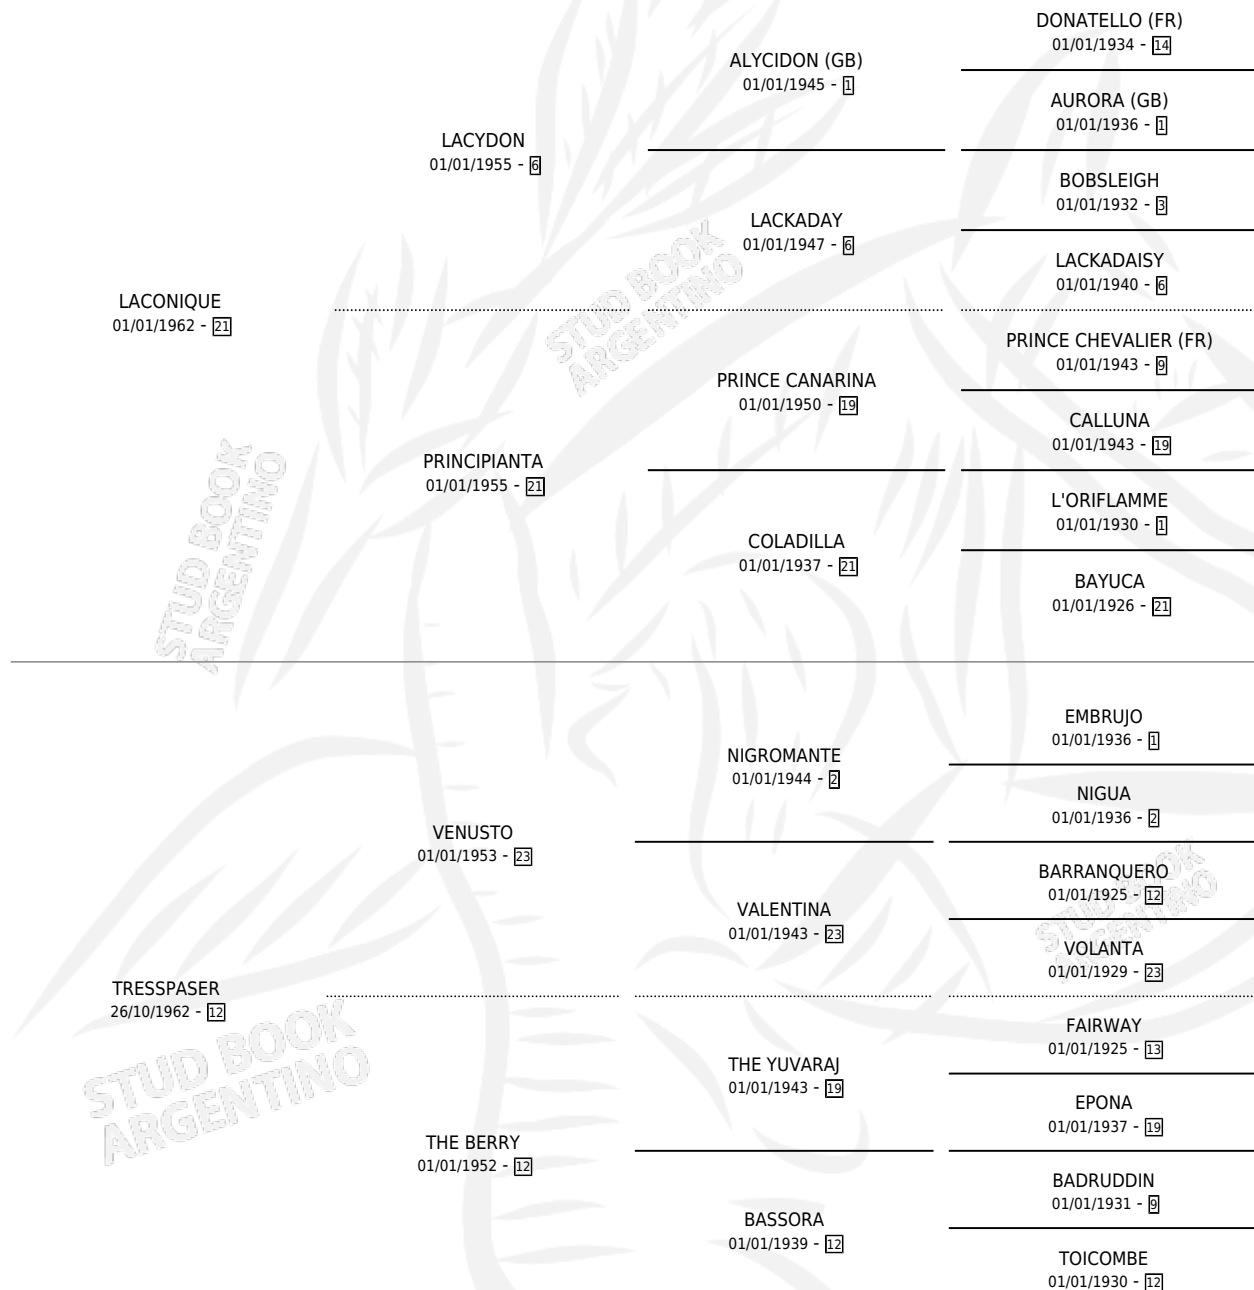 DONATELLO (FR)
01/01/1934 - 14
ALYCIDON (GB)
01/01/1945 - 1
AURORA (GB)
01/01/1936 - 1
LACYDON
01/01/1955 - 6
BOBSLEIGH
01/01/1932 - 3
LACKADAY
01/01/1947 - 6
LACKADAISY
01/01/1940 - 6
LACONIQUE
01/01/1962 - 21
PRINCE CHEVALIER (FR)
01/01/1943 - 9
PRINCE CANARINA
01/01/1950 - 19
CALLUNA
01/01/1943 - 19
PRINCIPIANTA
01/01/1955 - 21
L'ORIFLAMME
01/01/1930 - 1
COLADILLA
01/01/1937 - 21
BAYUCA
01/01/1926 - 21
EMBRUJO
01/01/1936 - 1
NIGROMANTE
01/01/1944 - 2
NIGUA
01/01/1936 - 2
VENUSTO
01/01/1953 - 23
BARRANQUERO
01/01/1925 - 12
VALENTINA
01/01/1943 - 23
VOLANTA
01/01/1929 - 23
TRESSPASER
26/10/1962 - 12
FAIRWAY
01/01/1925 - 13
THE YUVARAJ
01/01/1943 - 19
EPONA
01/01/1937 - 19
THE BERRY
01/01/1952 - 12
BADRUDDIN
01/01/1931 - 9
BASSORA
01/01/1939 - 12
TOICOMBE
01/01/1930 - 12
STUD BOOK
ARGENTINO
STUD BOOK
ARGENTINO
STUD BOOK
ARGENTINO
STUD BOOK
ARGENTINO